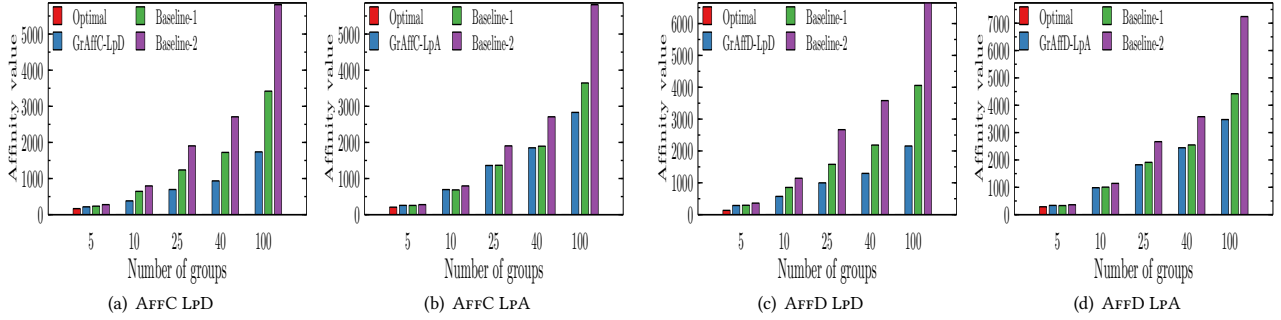 Affinity value
5000
4000
3000
2000
1000
0
Optimal
GrAffC-LpD
Baseline-1
Baseline-2
5 10 25 40 100
Number of groups
(a) AffC LpD
Affinity value
5000
4000
3000
2000
1000
0
Optimal
GrAffC-LpA
Baseline-1
Baseline-2
5 10 25 40 100
Number of groups
(b) AffC LpA
Affinity value
6000
5000
4000
3000
2000
1000
0
Optimal
GrAffD-LpD
Baseline-1
Baseline-2
5 10 25 40 100
Number of groups
(c) AffD LpD
Affinity value
7000
6000
5000
4000
3000
2000
1000
0
Optimal
GrAffD-LpA
Baseline-1
Baseline-2
5 10 25 40 100
Number of groups
(d) AffD LpA